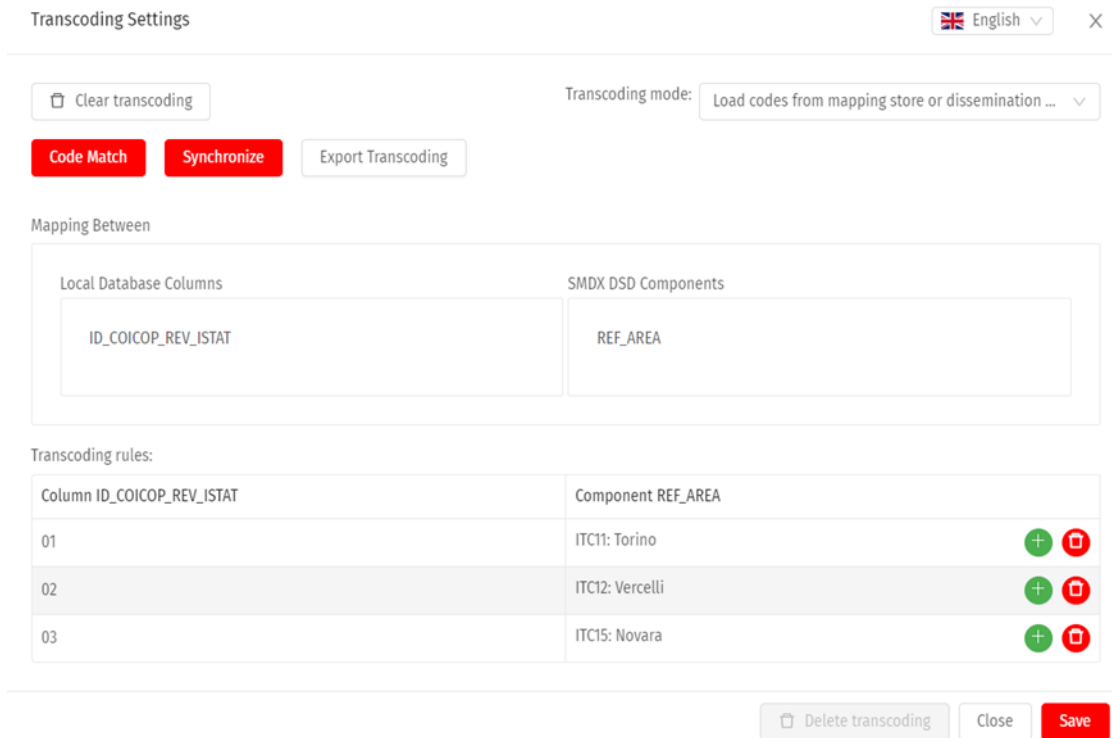 Transcoding Settings
English
Clear transcoding
Transcoding mode: Load codes from mapping store or dissemination ...
Code Match Synchronize Export Transcoding
Mapping Between
Local Database Columns SMDX DSD Components
ID_COICOP_REV_ISTAT REF_AREA
Transcoding rules:
Column ID_COICOP_REV_ISTAT Component REF_AREA
01 ITC11: Torino
02 ITC12: Vercelli
03 ITC15: Novara
Delete transcoding Close Save